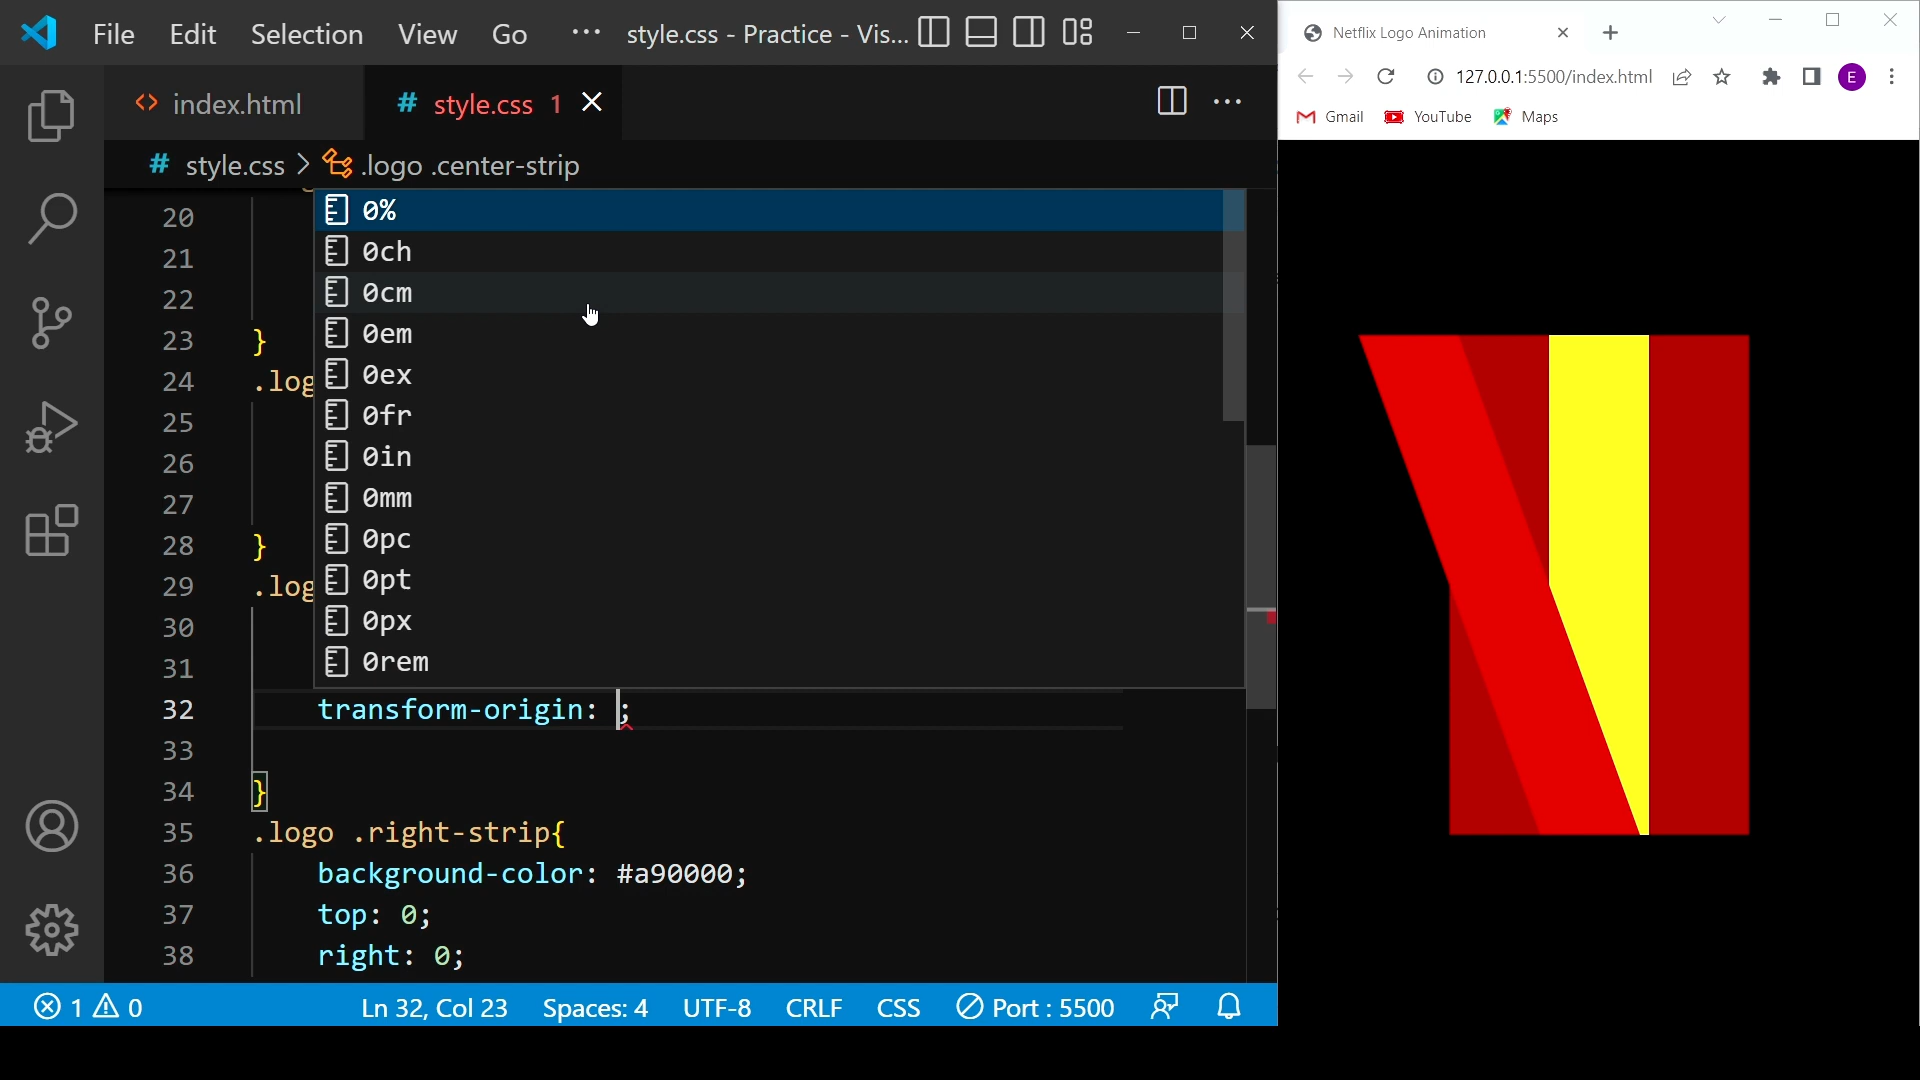 File Edit Selection View Go ··· style.css - Practice - Vis...
index.html
# style.css 1
# style.css > .logo .center-strip
20
21
22
23 }
24 .log
25
26
27
28 }
29 .log
30
31
0%
0ch
0cm
0em
0ex
0fr
0in
0mm
0pc
0pt
0px
0rem
32 transform-origin: ;
33
34 }
35 .logo .right-strip{
36 background-color: #a90000;
37 top: 0;
38 right: 0;
1 0 Ln 32, Col 23 Spaces: 4 UTF-8 CRLF CSS Port : 5500
Netflix Logo Animation
127.0.0.1:5500/index.html E
Gmail YouTube Maps